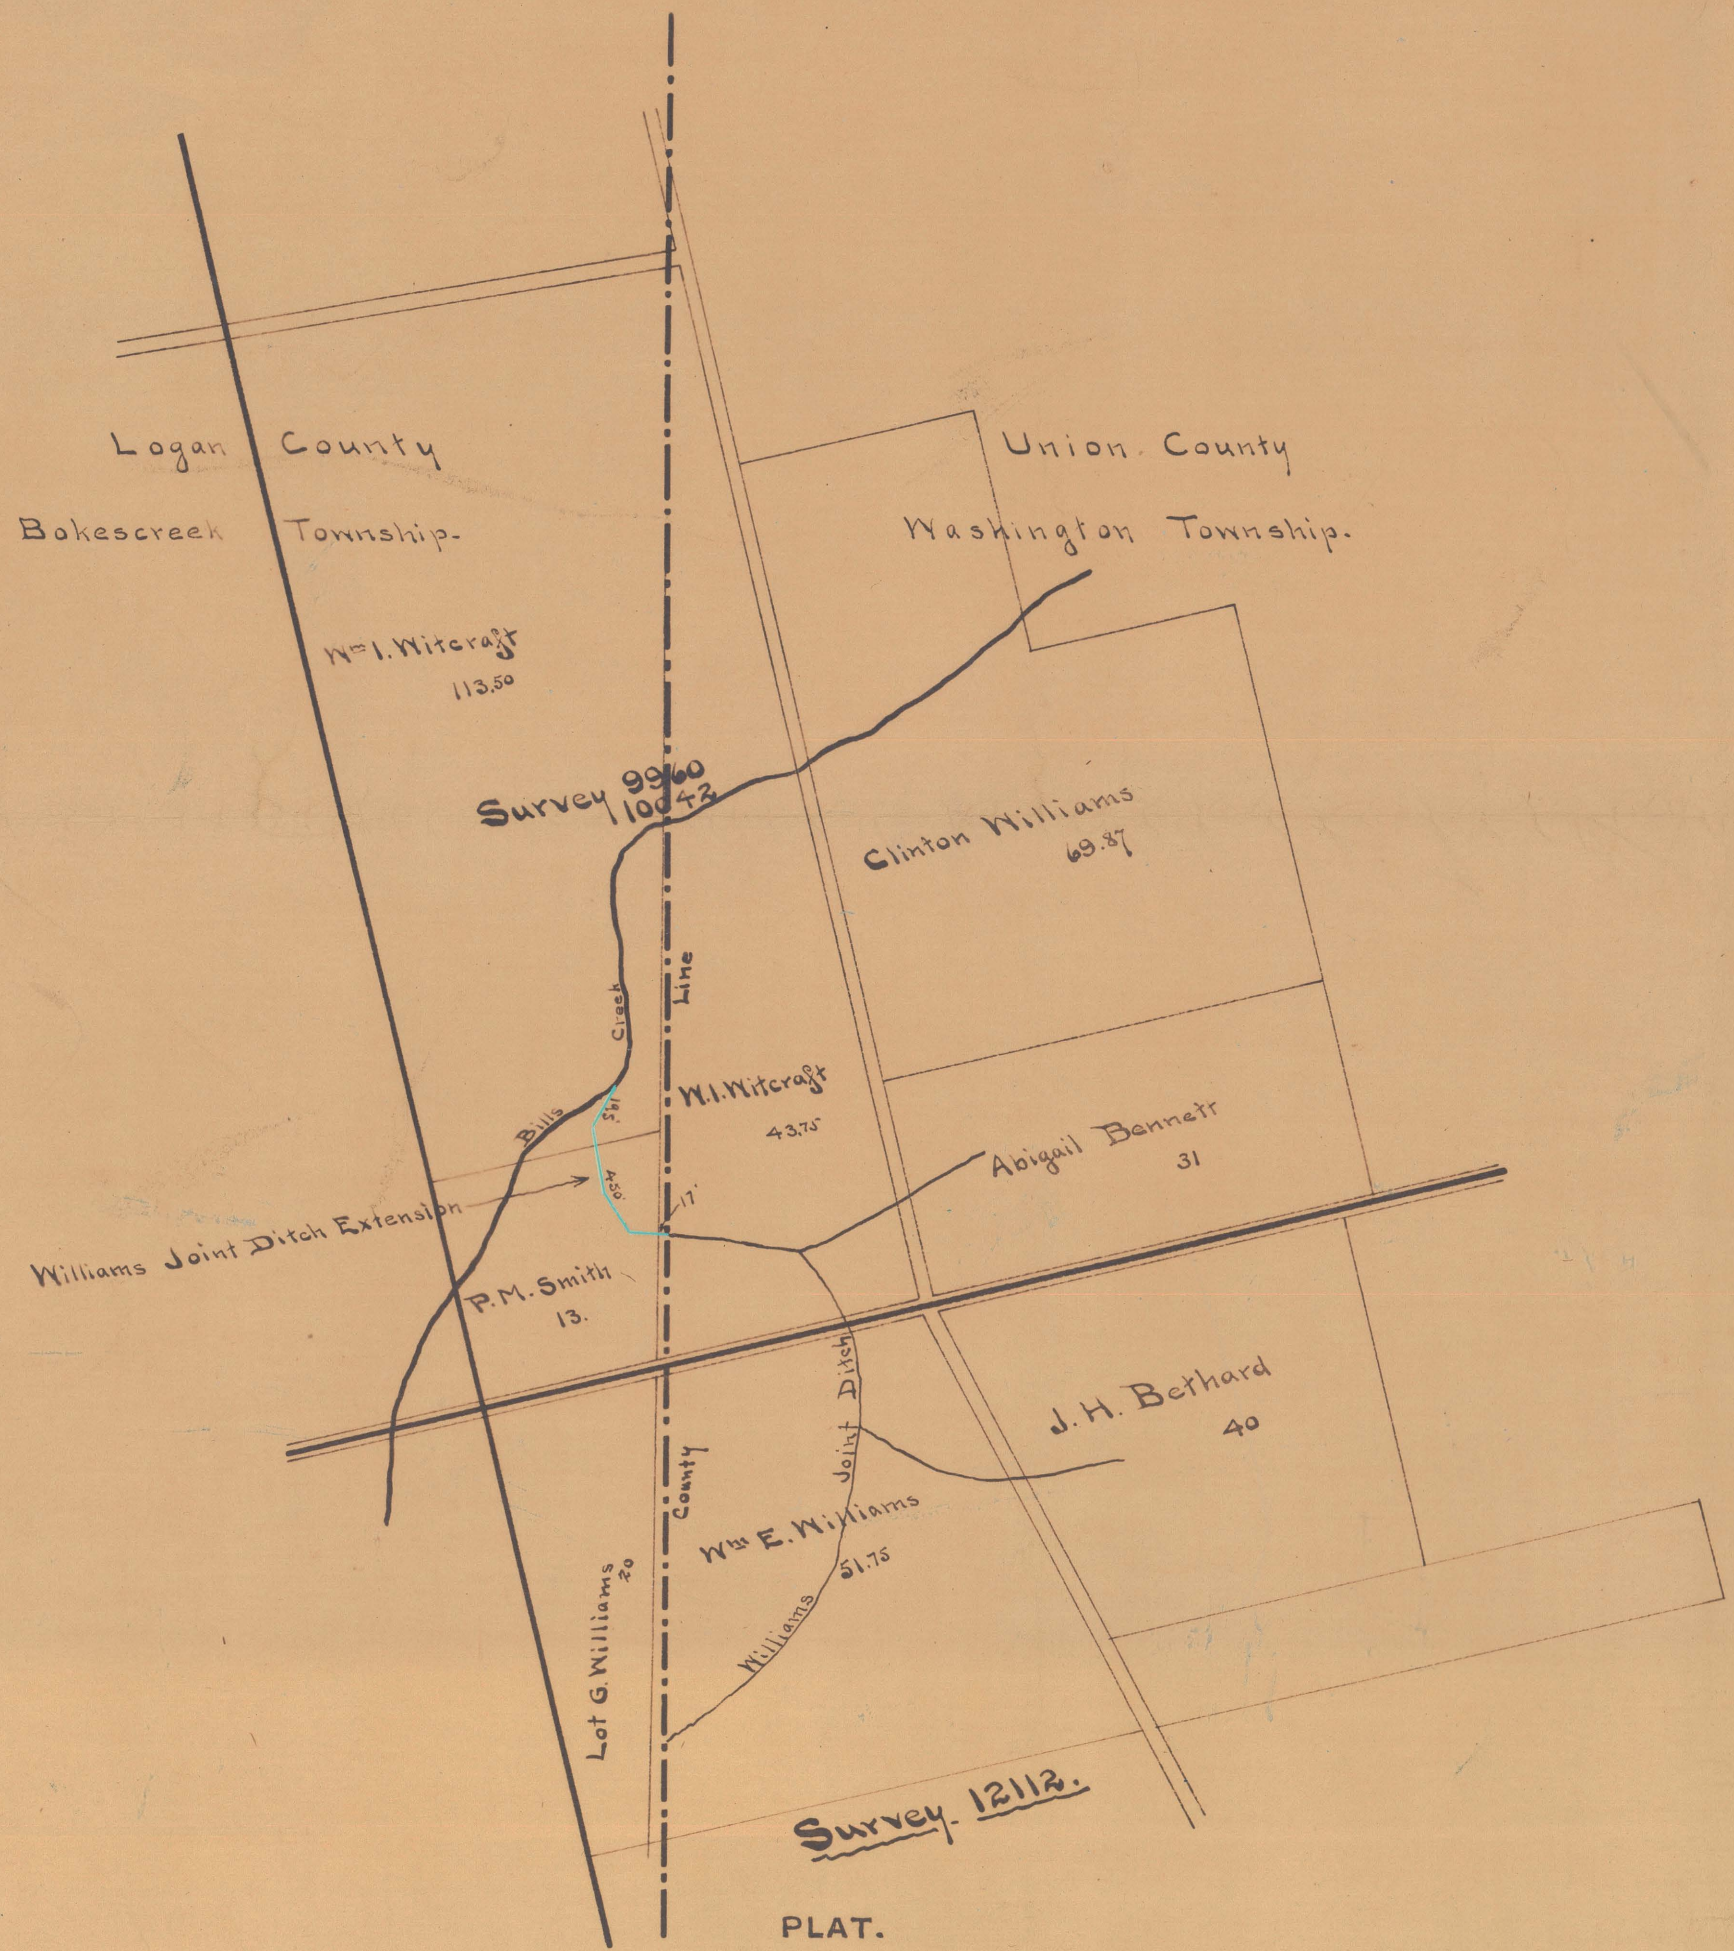 Logan County
Bokescreek Township.
Union County
Washington Township.
Wm I. Witcraft
113.50
Survey 9960
10042
Clinton Williams
69.87
Line
Creek
W.I. Witcraft
43.75
195'
Bills
Abigail Bennett
31
450'
17'
Williams Joint Ditch Extension
P.M. Smith
13.
J.H. Bethard
40
County
Wm E. Williams
51.75
Williams Joint Ditch
Lot G. Williams
20
Survey 12112.
PLAT.